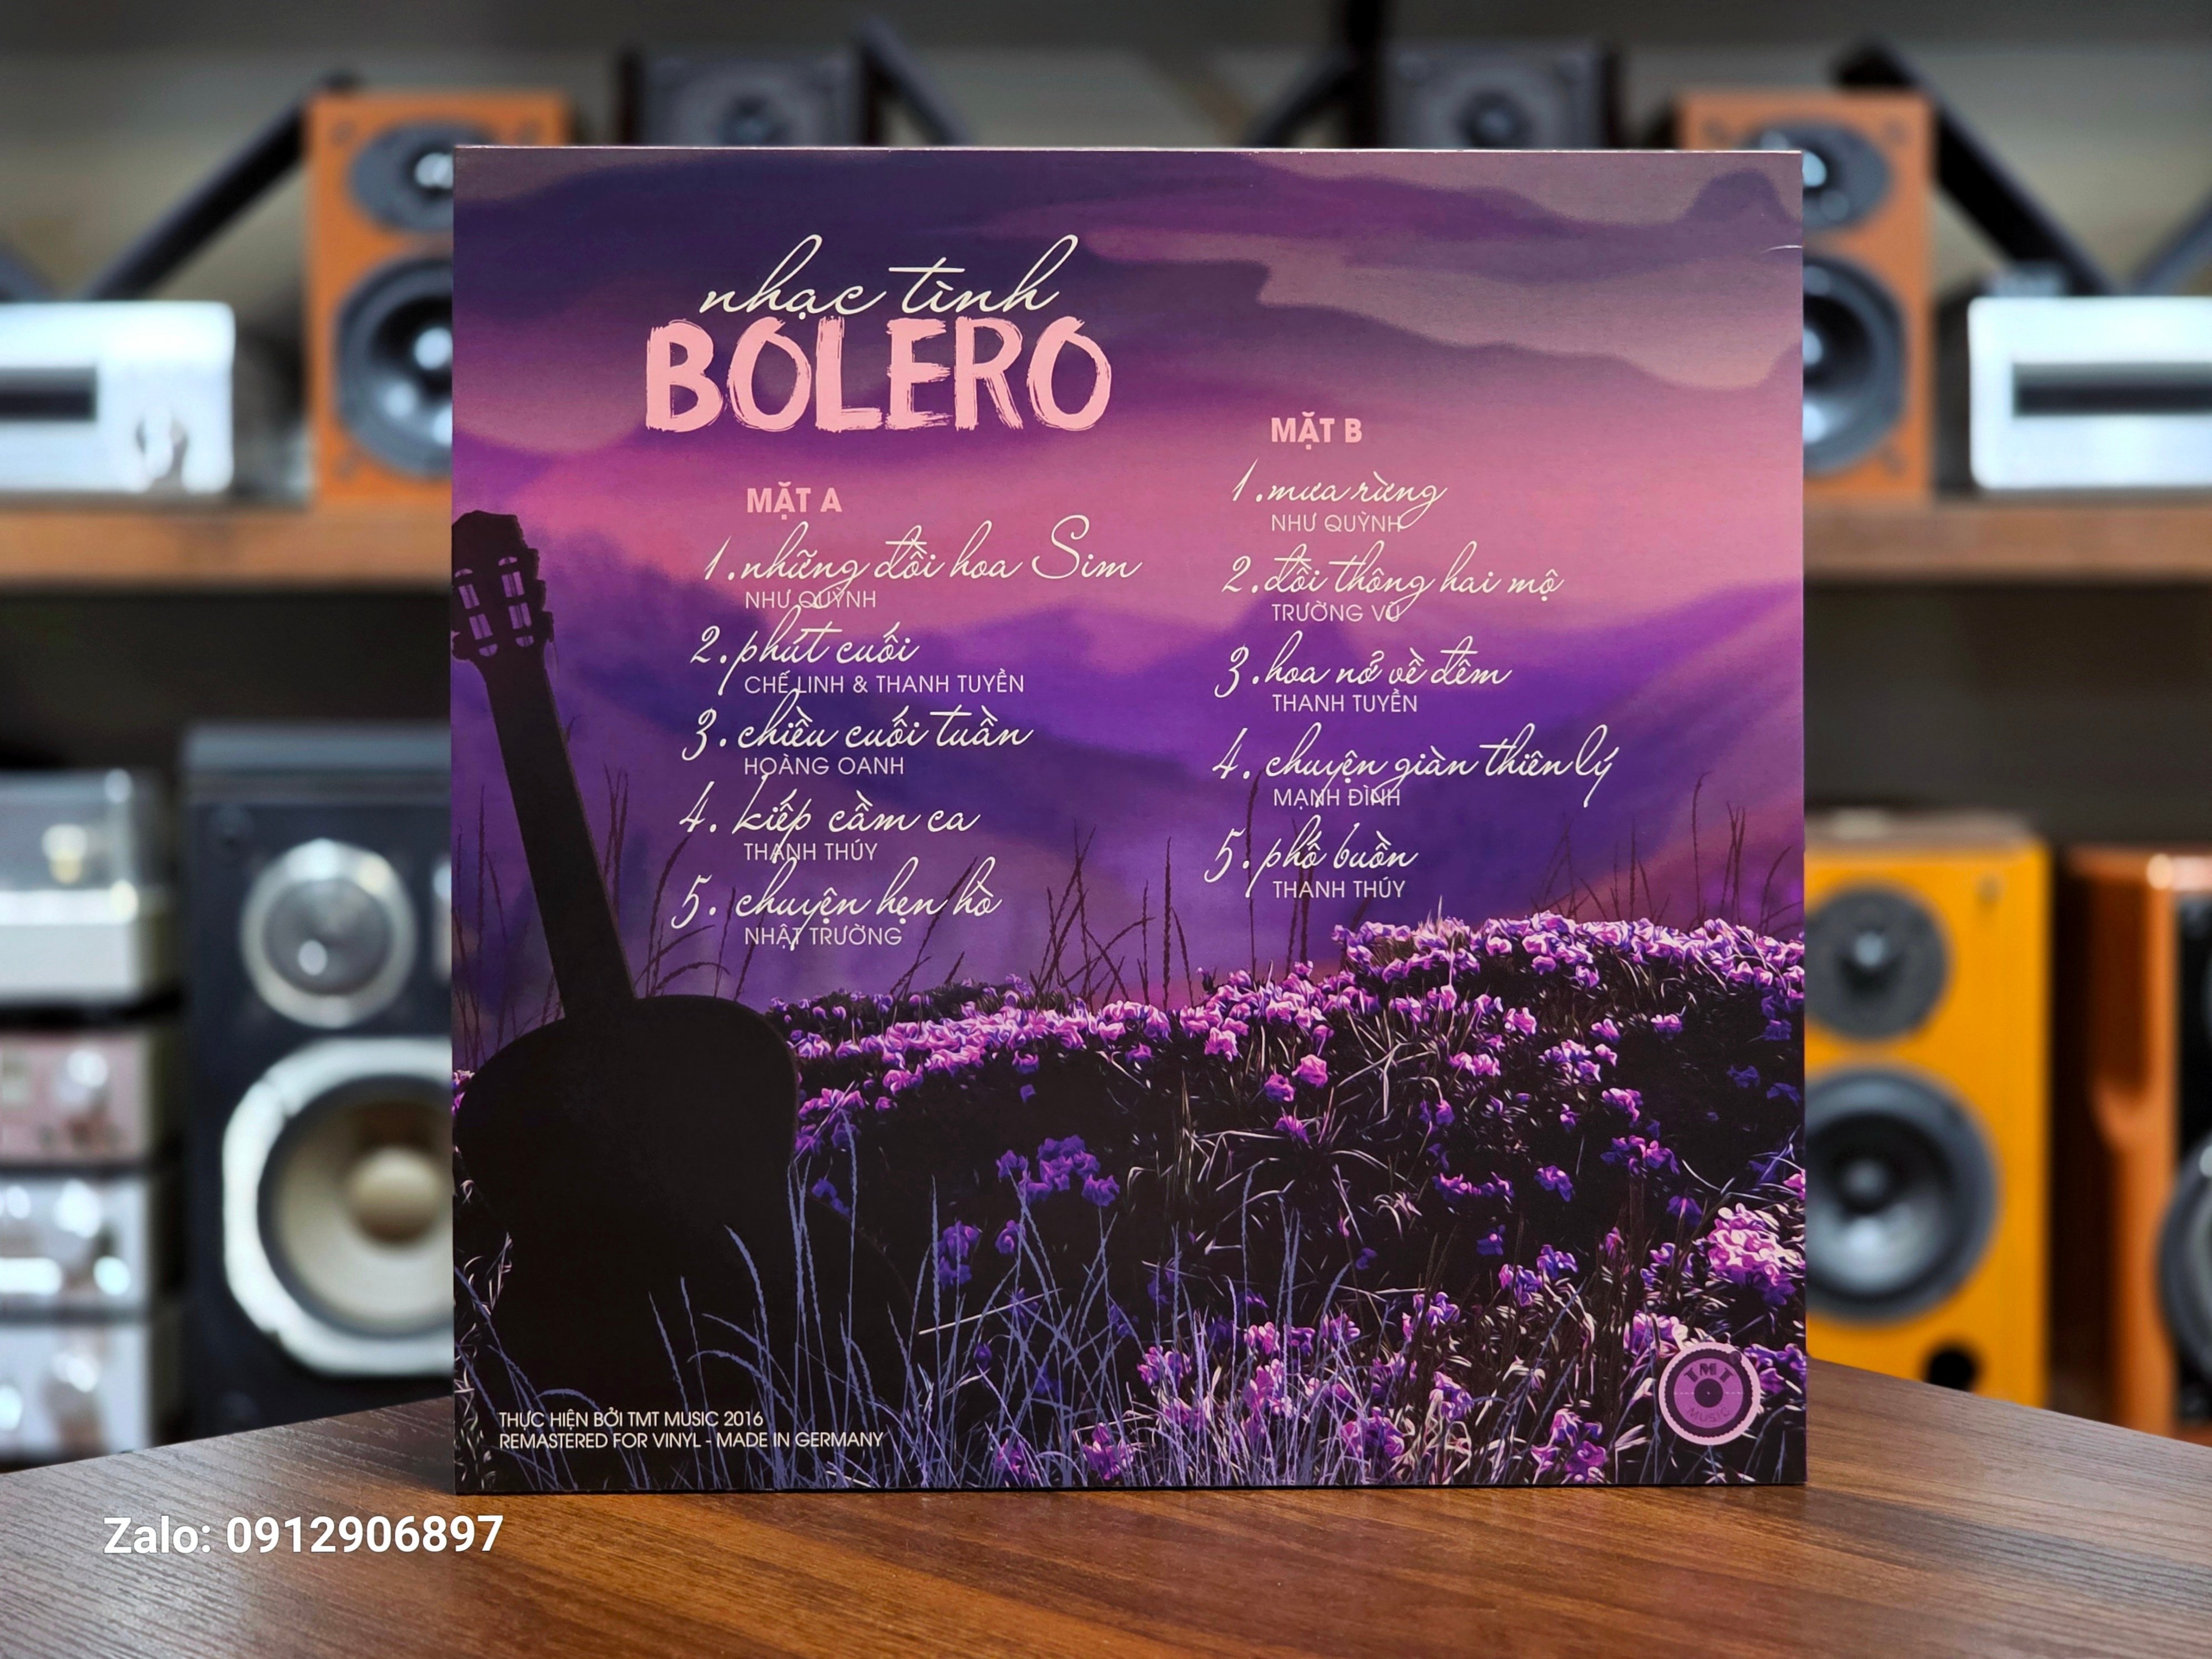 nhạc tình
BOLERO
MẶT A
1. những đồi hoa Sim
NHƯ QUỲNH
2. phút cuối
CHẾ LINH & THANH TUYỀN
3. chiều cuối tuần
HOÀNG OANH
4. kiếp cầm ca
THANH THÚY
5. chuyện hẹn hò
NHẬT TRƯỜNG
MẶT B
1. mưa rừng
NHƯ QUỲNH
2. đồi thông hai mộ
TRƯỜNG VŨ
3. hoa nở về đêm
THANH TUYỀN
4. chuyện giàn thiên lý
MẠNH ĐÌNH
5. phố buồn
THANH THÚY
THỰC HIỆN BỞI TMT MUSIC 2016
REMASTERED FOR VINYL - MADE IN GERMANY
TMT
MUSIC
Zalo: 0912906897